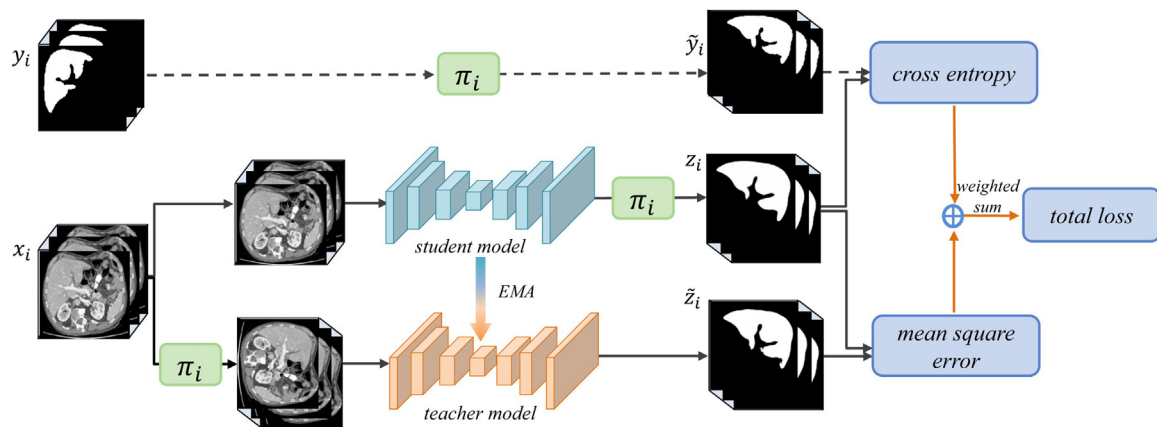 y_i
π_i
ỹ_i
cross entropy
x_i
student model
π_i
z_i
weighted
sum
total loss
EMA
π_i
teacher model
z̃_i
mean square
error